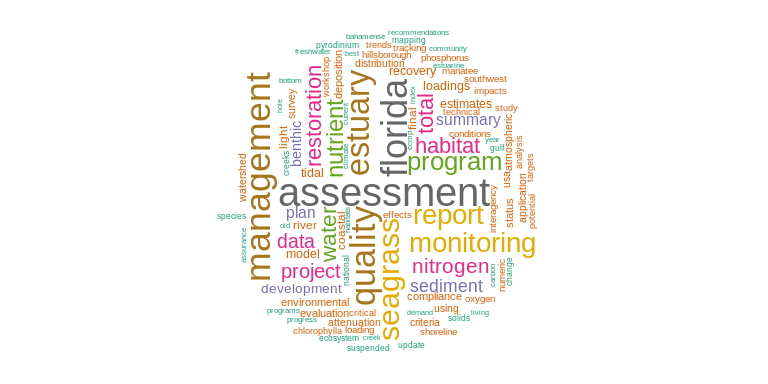 bahamense
recommendations
pyrodinium
trends
mapping
freshwater
best
hillsborough
tracking
community
workshop
deposition
distribution
phosphorus
estuarine
recovery
manatee
bottom
southwest
management
restoration
estuary
florida
loadings
impacts
survey
nutrient
current
index
total
estimates
study
hole
technical
final
summary
light
benthic
climate
ccmp
conditions
year
habitat
gulf
atmospheric
analysis
creeks
program
targets
watershed
tidal
usa
assessment
species
plan
quality
effects
report
interagency
status
application
potential
old
river
coastal
habitats
water
seagrass
monitoring
data
assurance
model
project
national
nitrogen
carbon
numeric
change
development
sediment
environmental
compliance
oxygen
programs
evaluation
critical
demand
using
living
progress
attenuation
solids
criteria
chlorophylla
loading
shoreline
ecosystem
creek
suspended
update